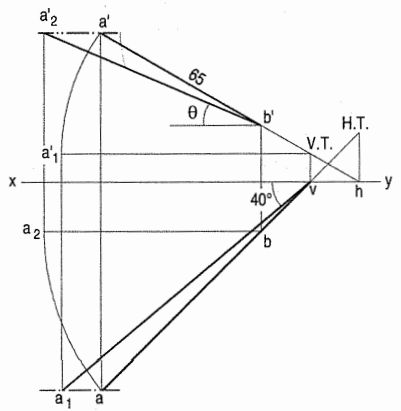 a'2 a'
65
b'
θ
H.T.
V.T.
a'1
x v h y
40°
a2 b
a1 a